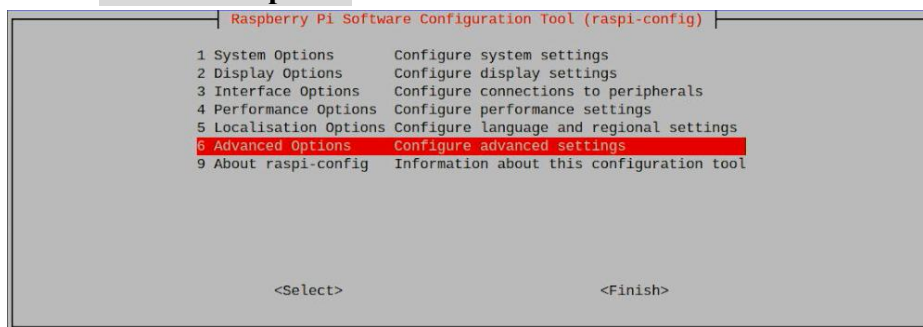 Raspberry Pi Software Configuration Tool (raspi-config)
1 System Options Configure system settings
2 Display Options Configure display settings
3 Interface Options Configure connections to peripherals
4 Performance Options Configure performance settings
5 Localisation Options Configure language and regional settings
6 Advanced Options Configure advanced settings
9 About raspi-config Information about this configuration tool
<Select> <Finish>